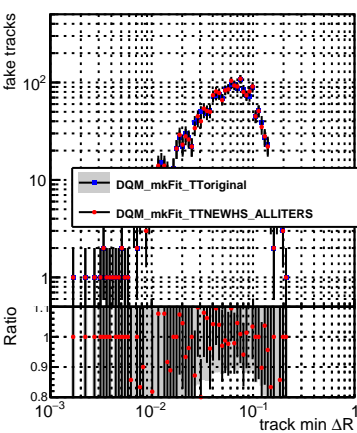 fake tracks
10²
10
1
DQM_mkFit_TToriginal
DQM_mkFit_TTNEWHS_ALLITERS
Ratio
1.1
1
0.9
0.8
10⁻³ 10⁻² 10⁻¹ 1
track min ΔR